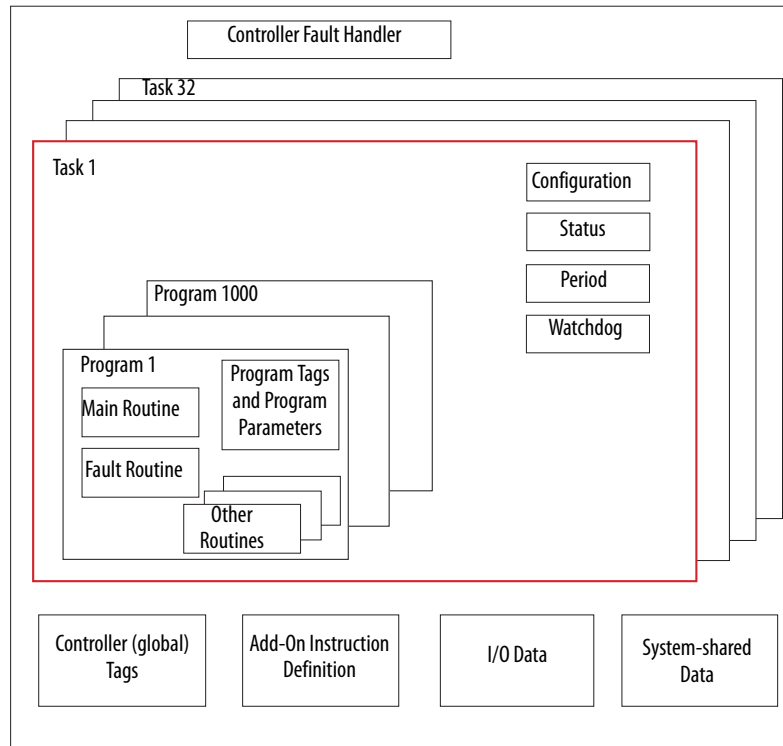 Controller Fault Handler
Task 32
Task 1
Configuration
Status
Period
Watchdog
Program 1000
Program 1
Main Routine
Fault Routine
Program Tags
and Program
Parameters
Other
Routines
Controller (global)
Tags
Add-On Instruction
Definition
I/O Data
System-shared
Data